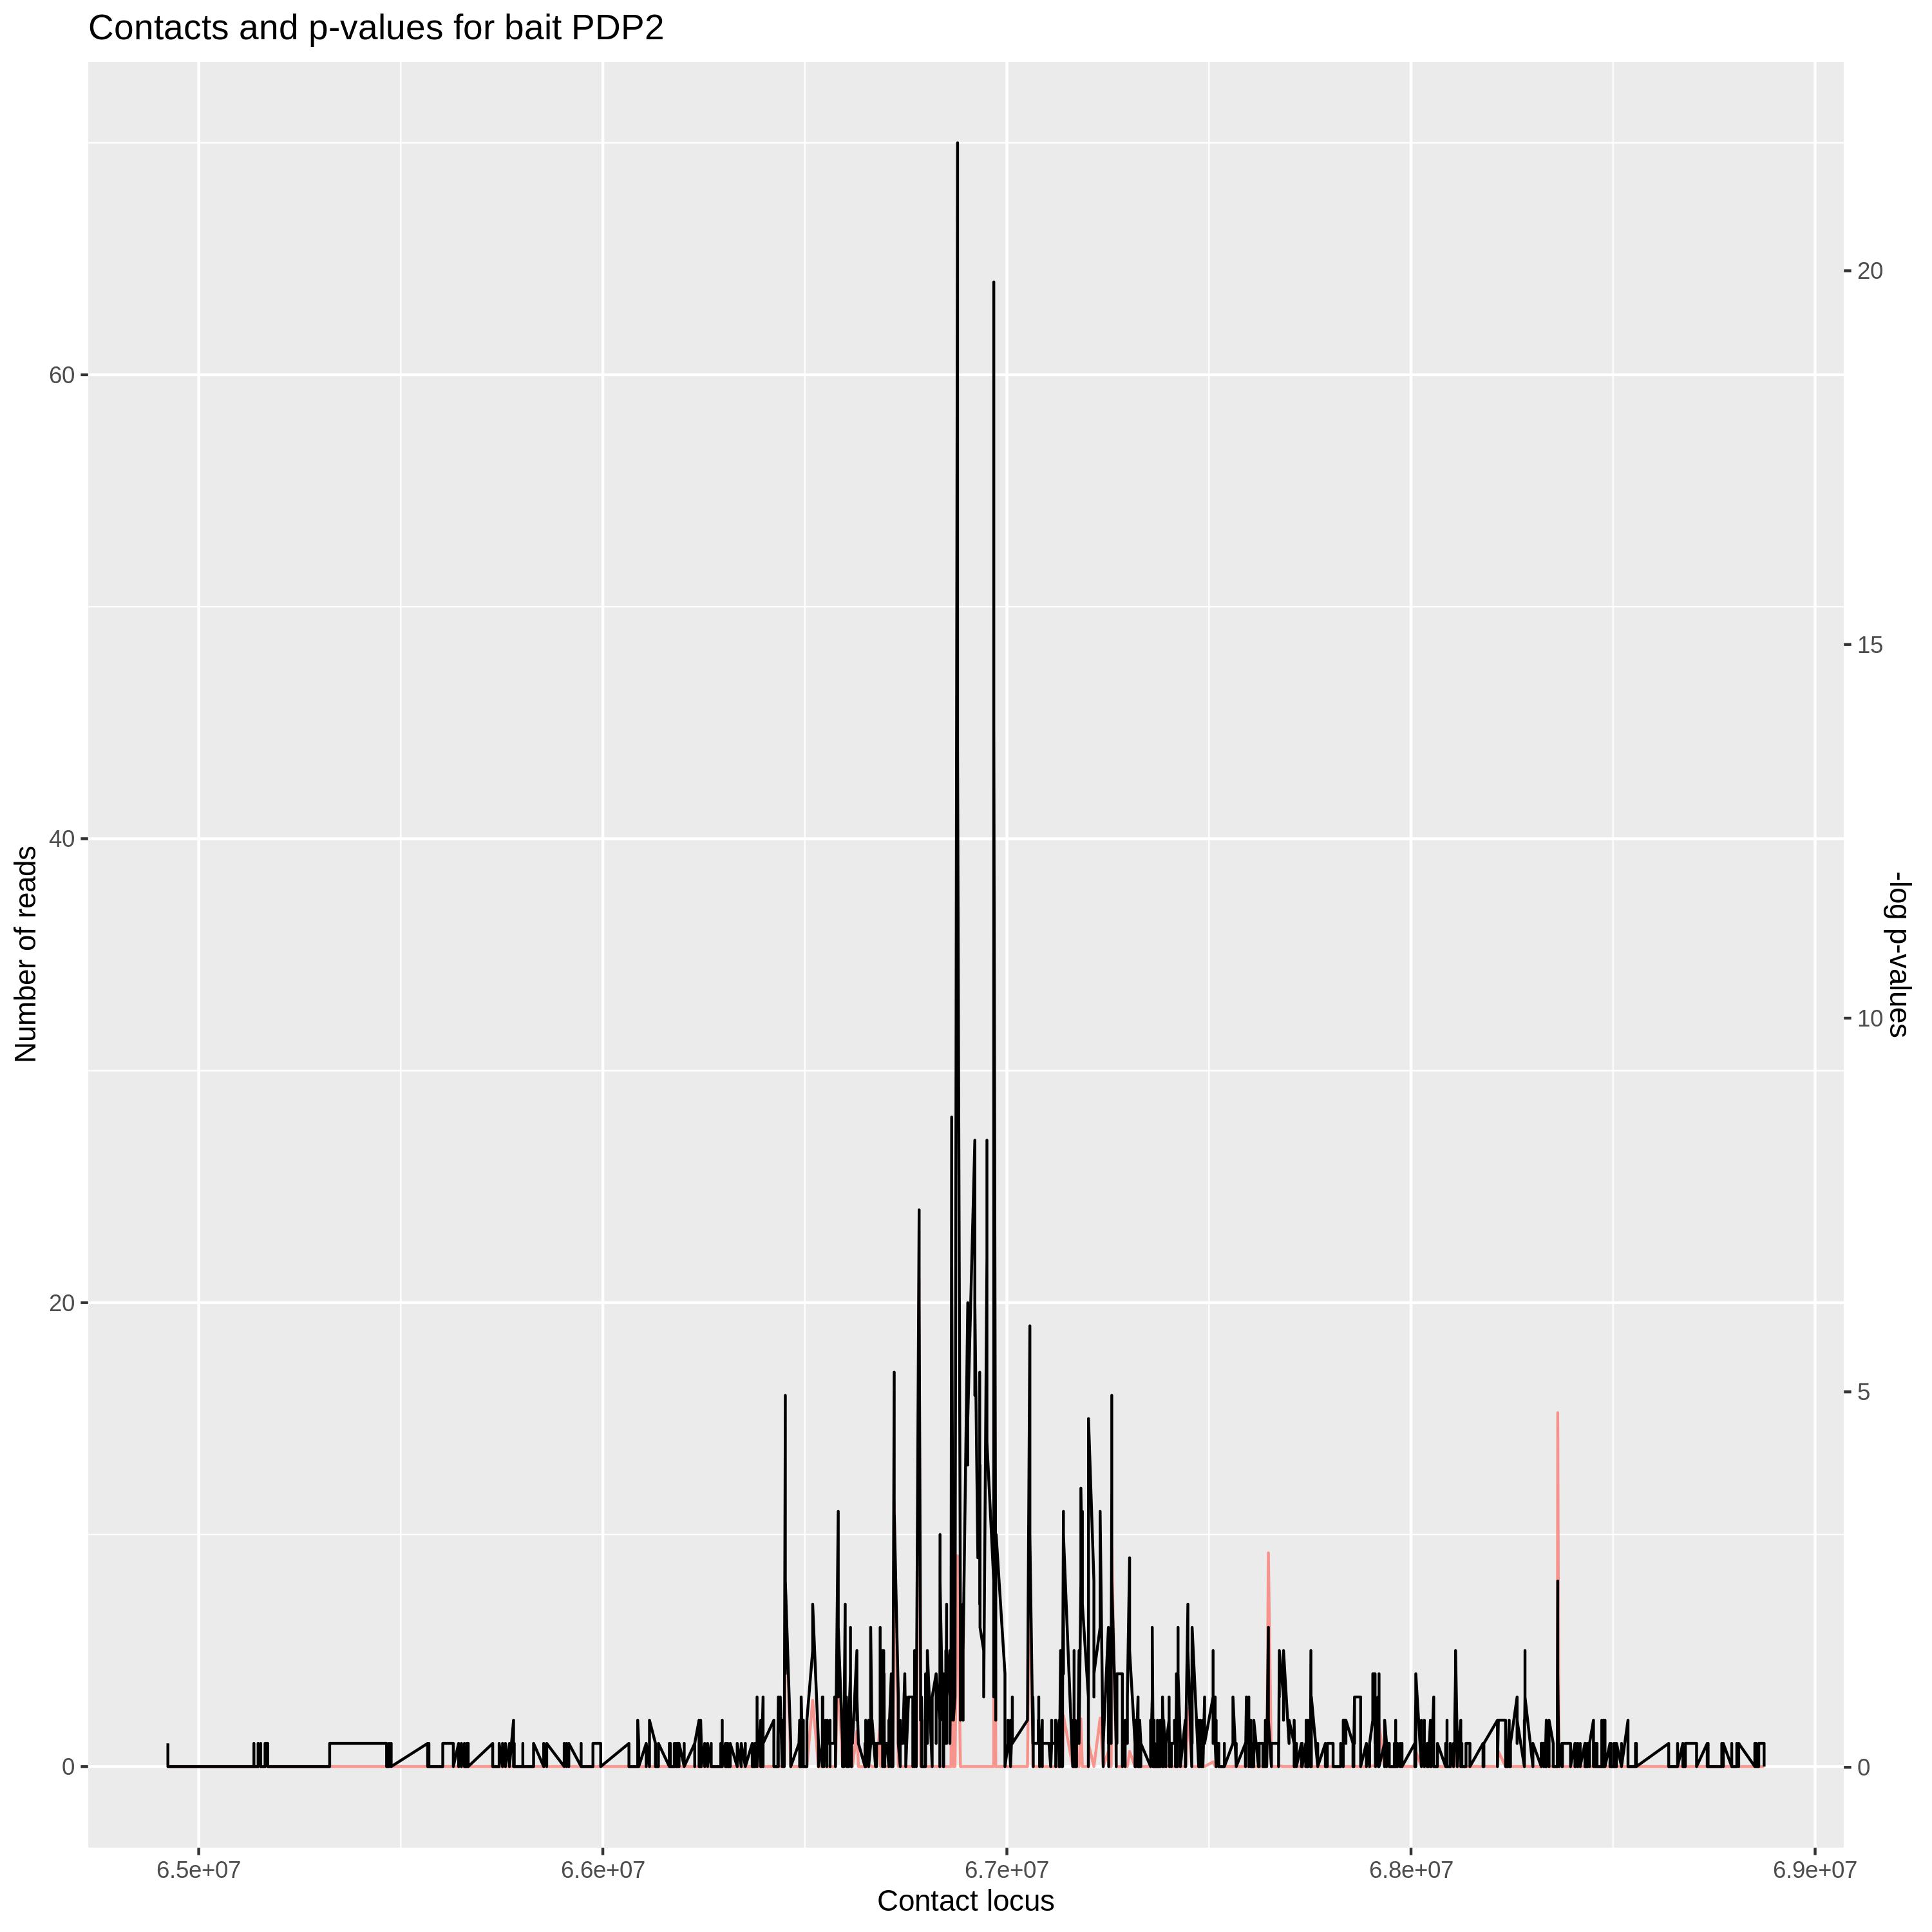 Contacts and p-values for bait PDP2
60
40
20
0
Number of reads
20
15
10
5
0
-log p-values
6.5e+07
6.6e+07
6.7e+07
6.8e+07
6.9e+07
Contact locus